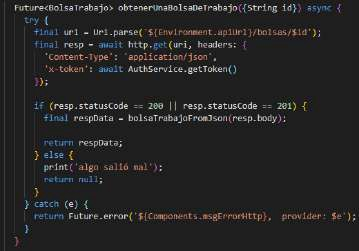 Future<BolsaTrabajo> obtenerUnaBolsaDeTrabajo({String id}) async {
try {
final uri = Uri.parse('${Environment.apiUrl}/bolsas/$id');
final resp = await http.get(uri, headers: {
'Content-Type': 'application/json',
'x-token': await AuthService.getToken()
});
if (resp.statusCode == 200 || resp.statusCode == 201) {
final respData = bolsaTrabajoFromJson(resp.body);
return respData;
} else {
print('algo salió mal');
return null;
}
} catch (e) {
return Future.error('${Components.msgErrorHttp}, provider: $e');
}
}